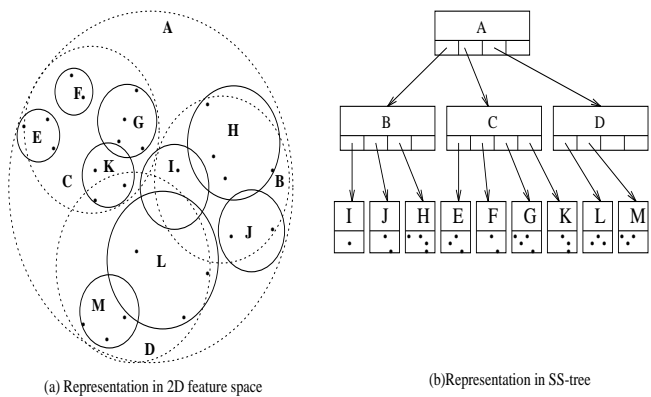 A
F
E
G
H
K
I
C
B
J
L
M
D
(a) Representation in 2D feature space
A
B C D
I J H E F G K L M
(b)Representation in SS-tree